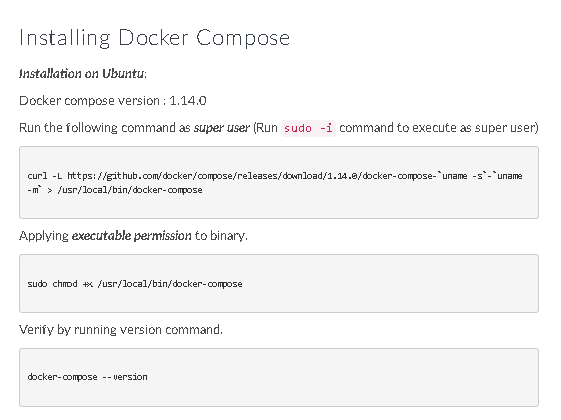 Installing Docker Compose
Installation on Ubuntu:
Docker compose version : 1.14.0
Run the following command as super user (Run sudo -i command to execute as super user)
curl -L https://github.com/docker/compose/releases/download/1.14.0/docker-compose-`uname -s`-`uname
-m` > /usr/local/bin/docker-compose
Applying executable permission to binary.
sudo chmod +x /usr/local/bin/docker-compose
Verify by running version command.
docker-compose --version